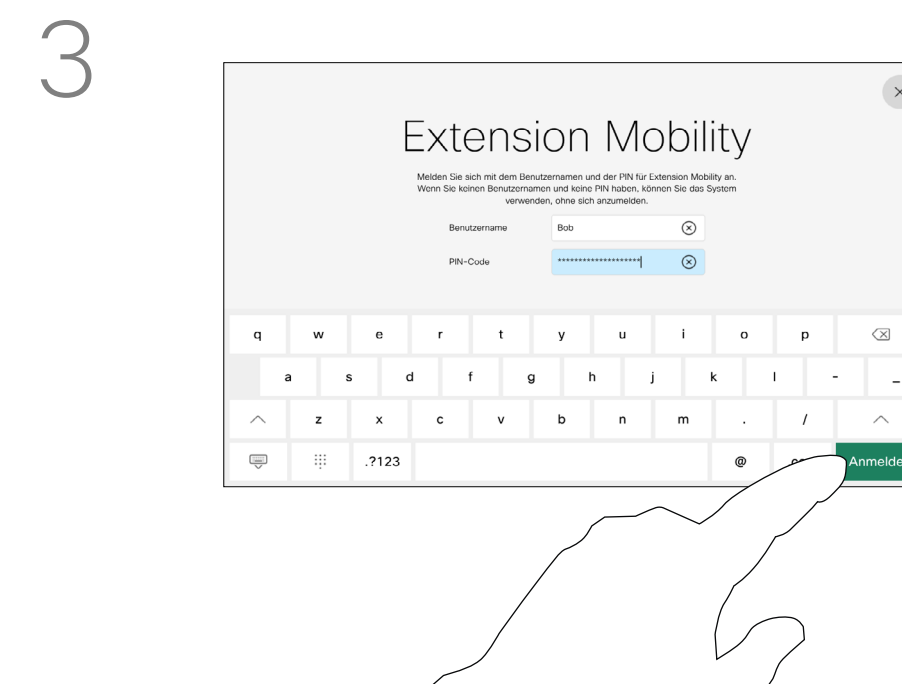 3
Extension Mobility
Melden Sie sich mit dem Benutzernamen und der PIN für Extension Mobility an.
Wenn Sie keinen Benutzernamen und keine PIN haben, können Sie das System
verwenden, ohne sich anzumelden.
Benutzername Bob
PIN-Code ********************
q w e r t y u i o p
a s d f g h j k l - _
z x c v b n m . /
.?123 @ Anmelde